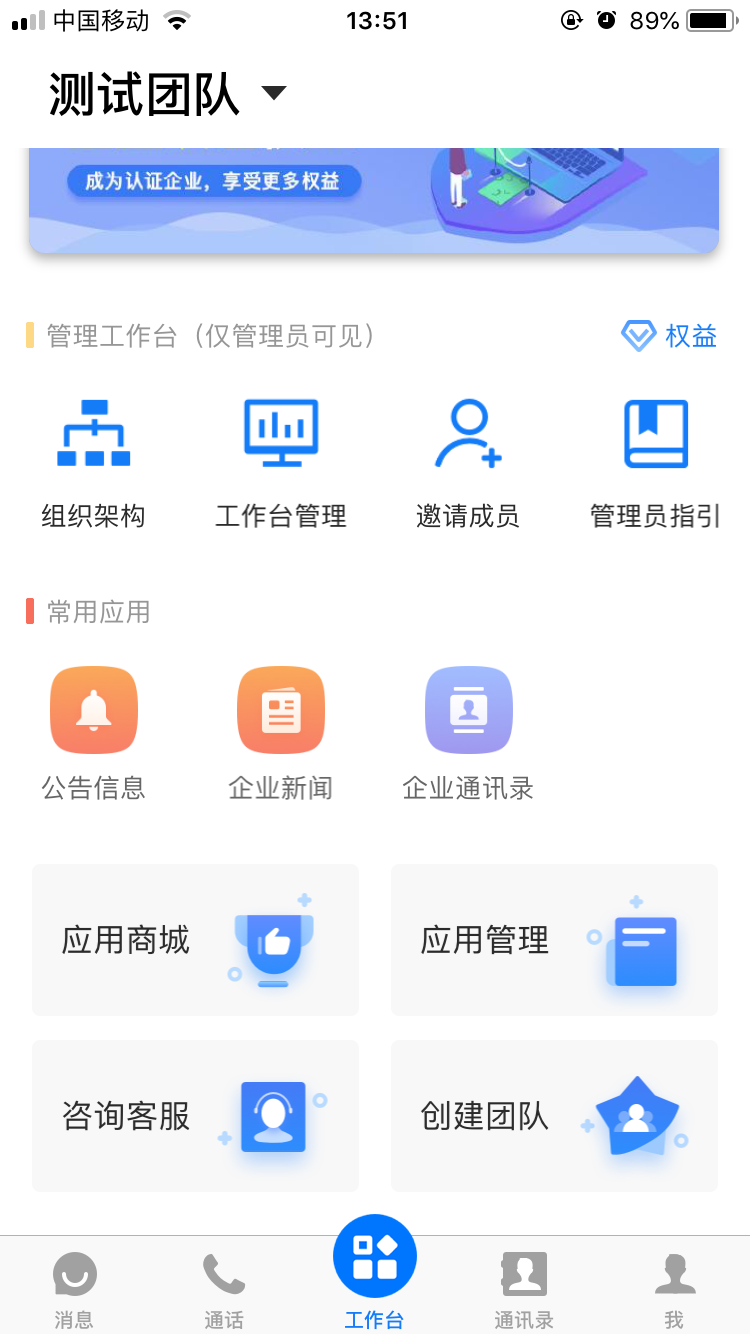 中国移动
13:51
89%
测试团队
成为认证企业，享受更多权益
管理工作台（仅管理员可见）
权益
组织架构
工作台管理
邀请成员
管理员指引
常用应用
公告信息
企业新闻
企业通讯录
应用商城
应用管理
咨询客服
创建团队
消息
通话
工作台
通讯录
我